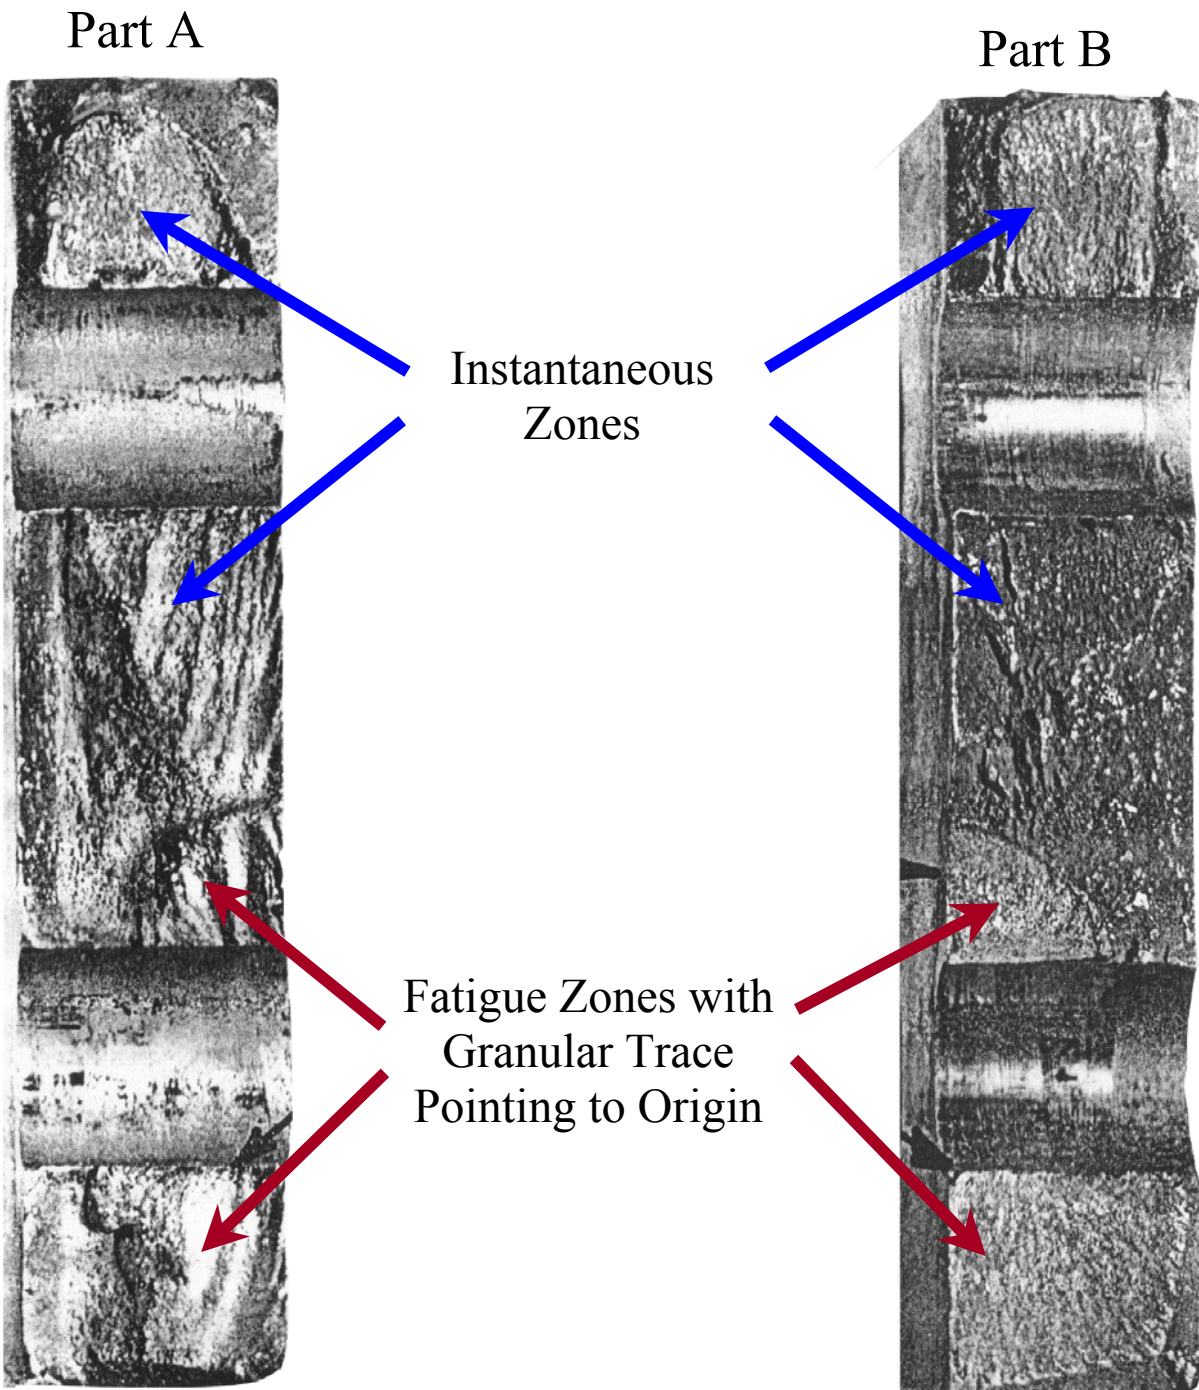 Part A
Part B
Instantaneous
Zones
Fatigue Zones with
Granular Trace
Pointing to Origin